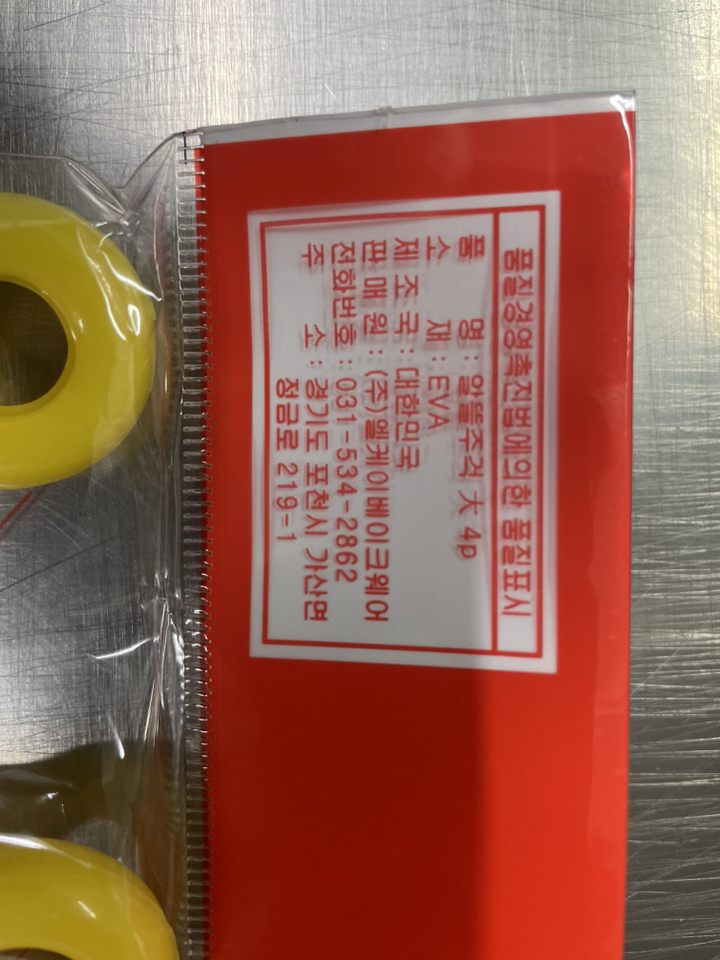 품질경영촉진법에의한 품질표시
품 명 : 알뜰주걱 大 4p
소 재 : EVA
제 조 국 : 대한민국
판 매 원 : (주)엘케이베이크웨어
전화번호 : 031-534-2862
주 소 : 경기도 포천시 가산면
정금로 219-1